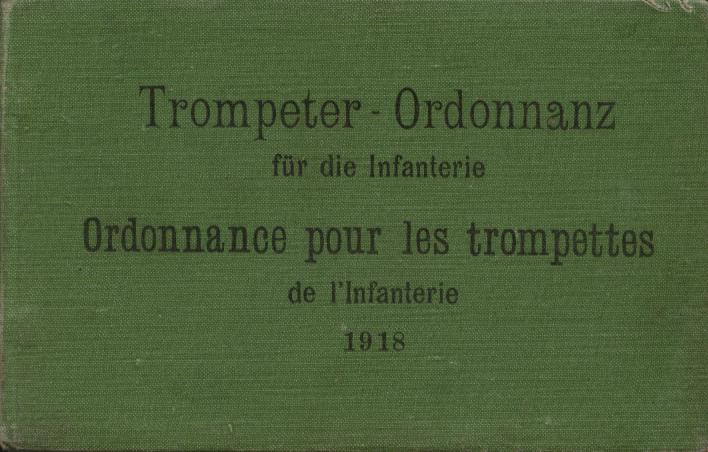 Trompeter - Ordonnanz
für die Infanterie
Ordonnance pour les trompettes
de l'Infanterie
1918